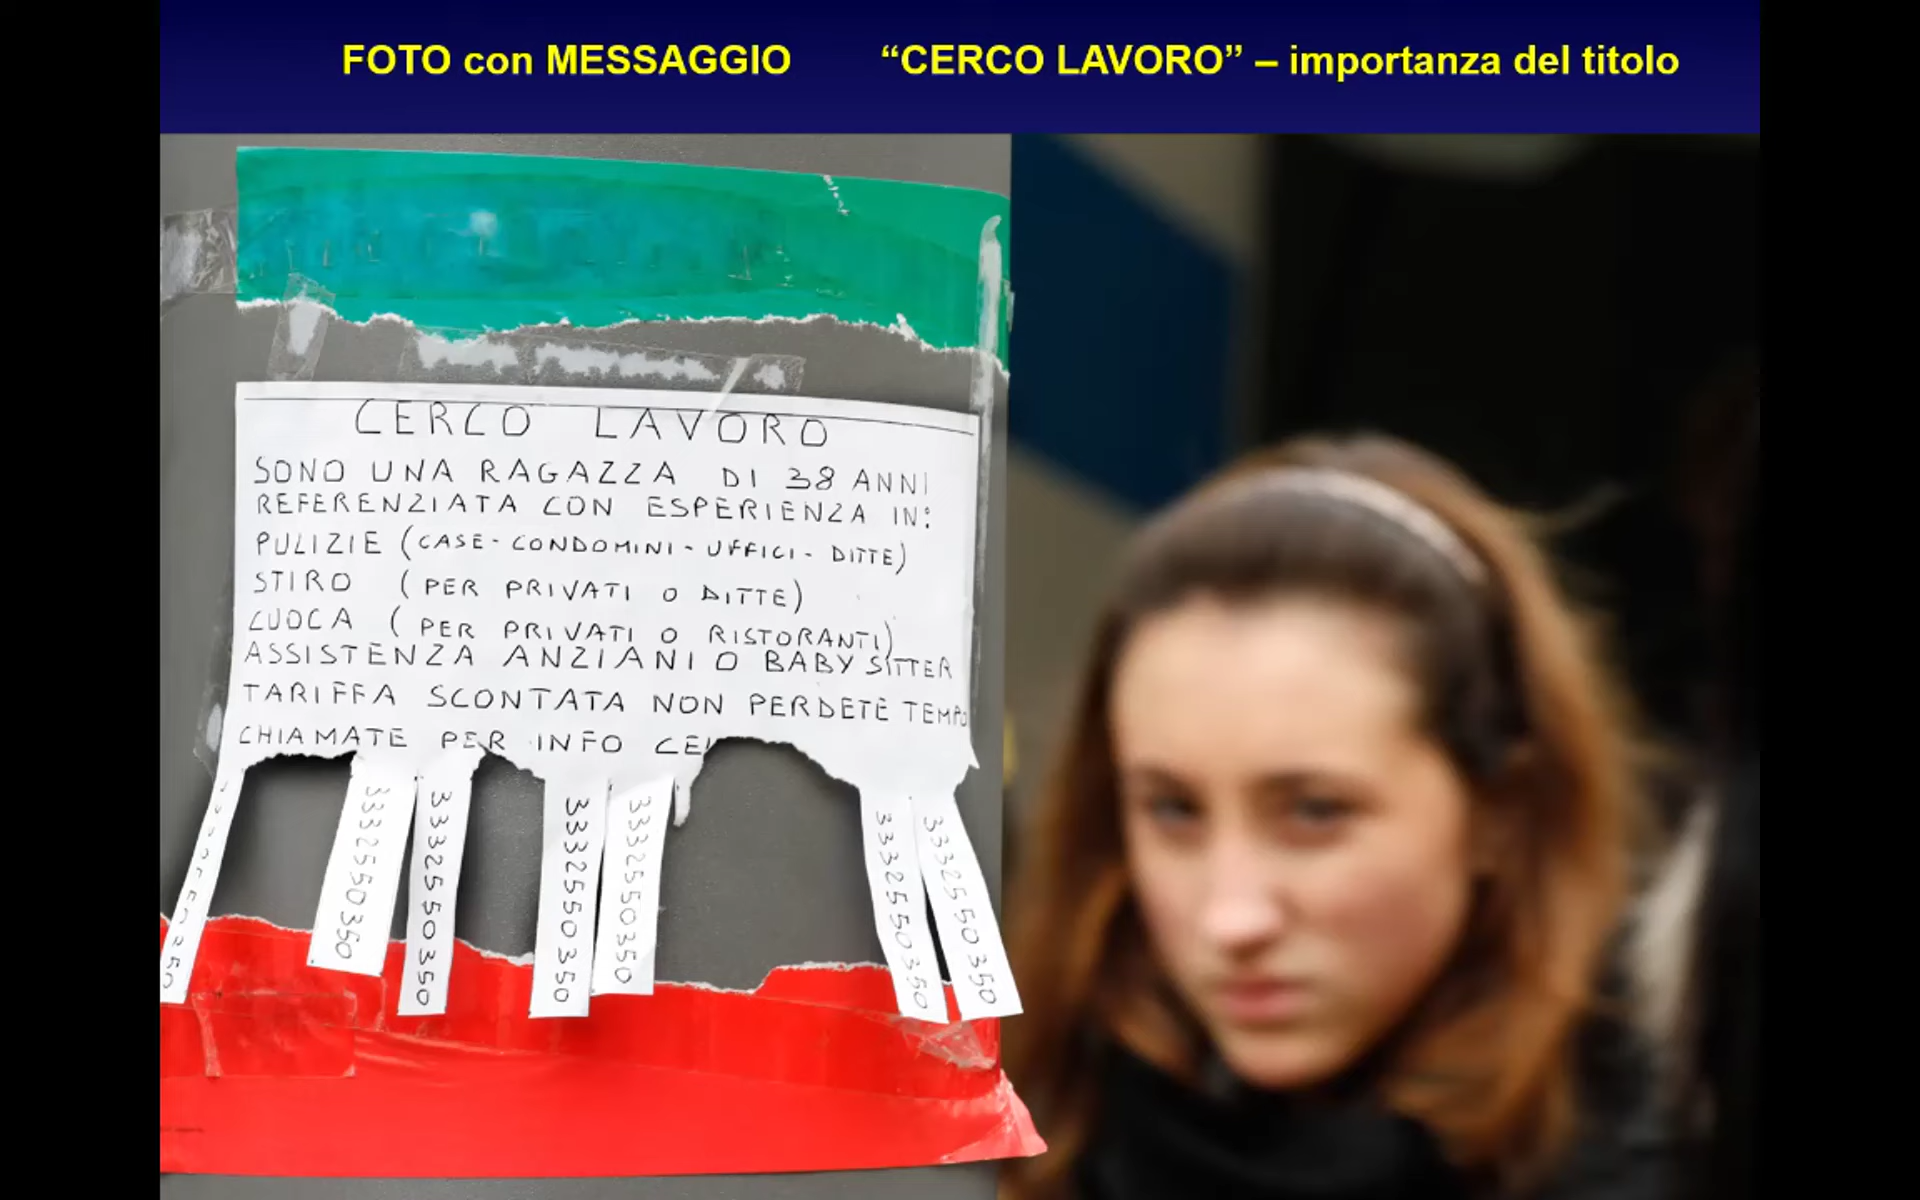 FOTO con MESSAGGIO “CERCO LAVORO” – importanza del titolo
CERCO LAVORO
SONO UNA RAGAZZA DI 38 ANNI
REFERENZIATA CON ESPERIENZA IN:
PULIZIE (CASE - CONDOMINI - UFFICI - DITTE)
STIRO (PER PRIVATI O DITTE)
CUOCA (PER PRIVATI O RISTORANTI)
ASSISTENZA ANZIANI O BABY SITTER
TARIFFA SCONTATA NON PERDETE TEMPO
CHIAMATE PER INFO
3332550350
3332550350
3332550350
3332550350
3332550350
3332550350